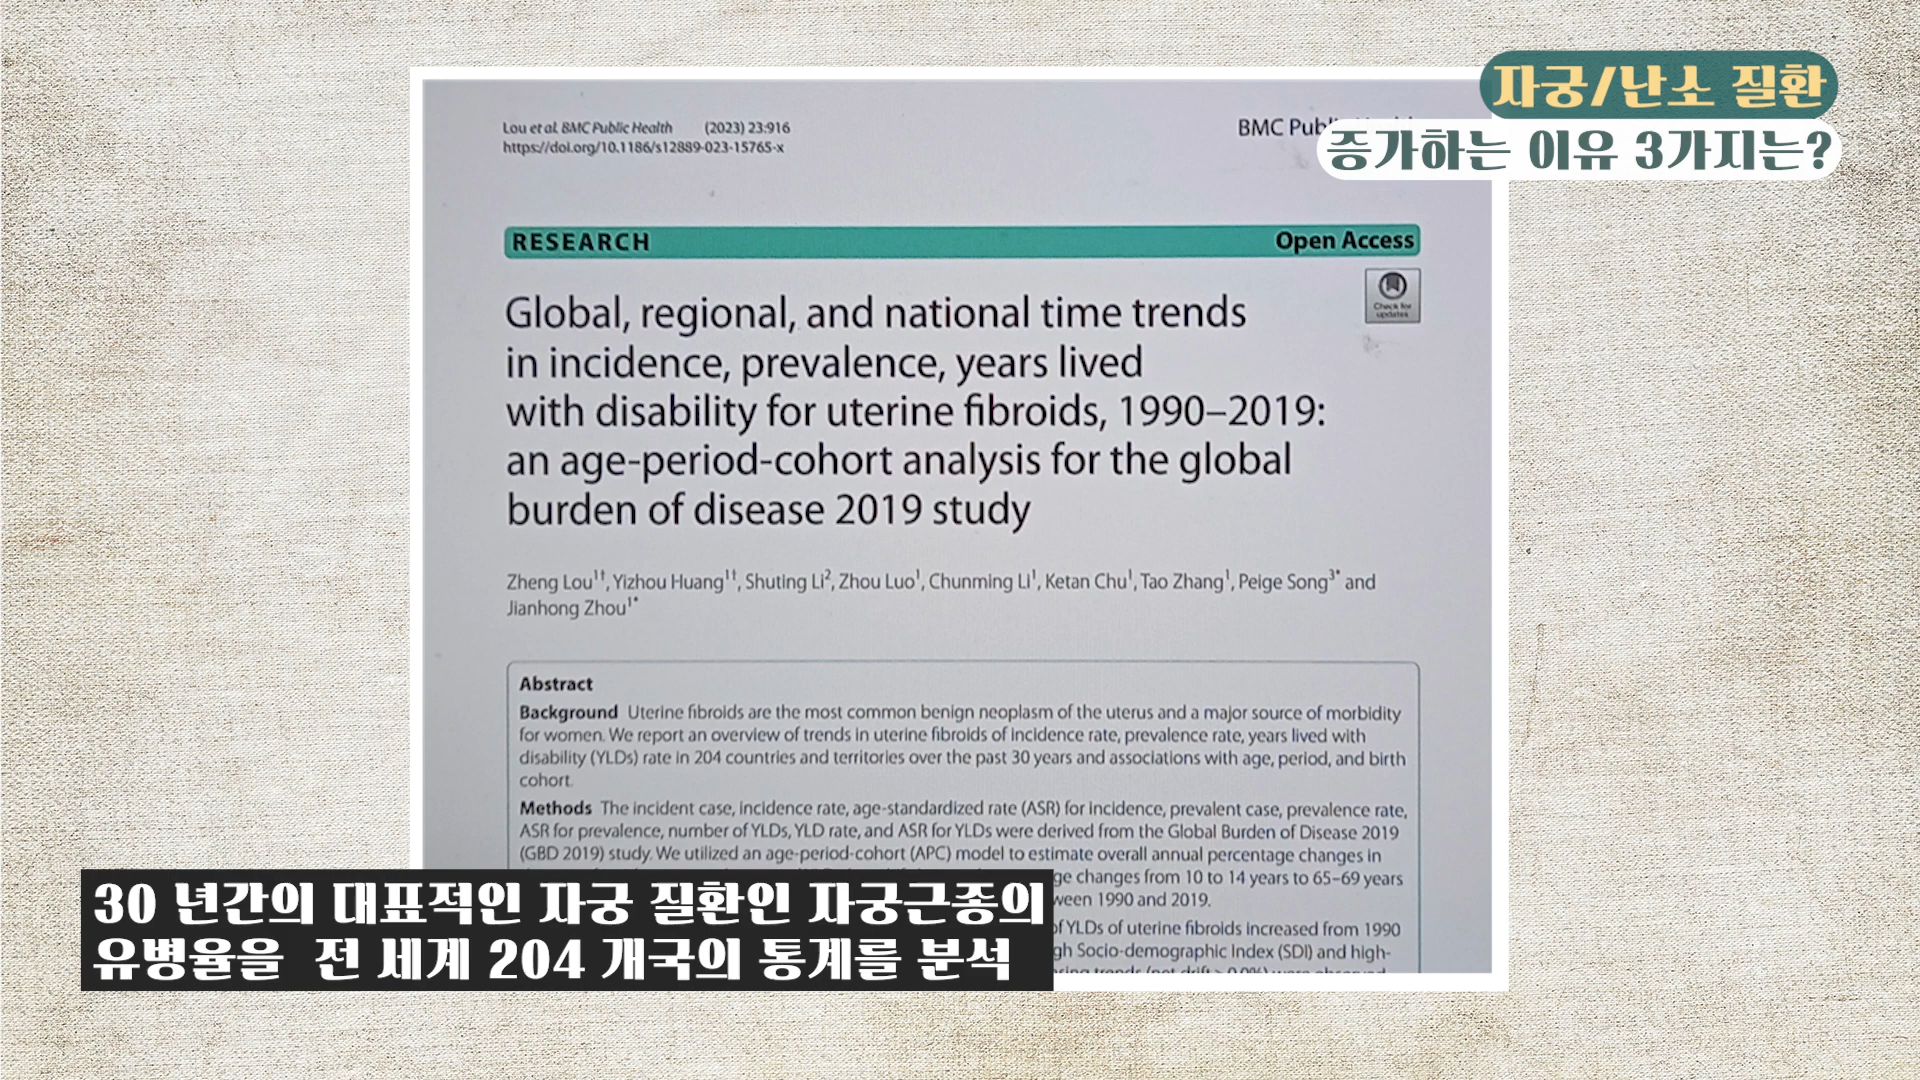 자궁/난소 질환
증가하는 이유 3가지는?
Lou et al. BMC Public Health (2023) 23:916
https://doi.org/10.1186/s12889-023-15765-x
BMC Pub
RESEARCH Open Access
Check for
updates
Global, regional, and national time trends
in incidence, prevalence, years lived
with disability for uterine fibroids, 1990–2019:
an age-period-cohort analysis for the global
burden of disease 2019 study
Zheng Lou1†, Yizhou Huang1†, Shuting Li2, Zhou Luo1, Chunming Li1, Ketan Chu1, Tao Zhang1, Peige Song3* and
Jianhong Zhou1*
Abstract
Background Uterine fibroids are the most common benign neoplasm of the uterus and a major source of morbidity
for women. We report an overview of trends in uterine fibroids of incidence rate, prevalence rate, years lived with
disability (YLDs) rate in 204 countries and territories over the past 30 years and associations with age, period, and birth
cohort.
Methods The incident case, incidence rate, age-standardized rate (ASR) for incidence, prevalent case, prevalence rate,
ASR for prevalence, number of YLDs, YLD rate, and ASR for YLDs were derived from the Global Burden of Disease 2019
(GBD 2019) study. We utilized an age-period-cohort (APC) model to estimate overall annual percentage changes in
ge changes from 10 to 14 years to 65–69 years
ween 1990 and 2019.
of YLDs of uterine fibroids increased from 1990
gh Socio-demographic Index (SDI) and high-
30 년간의 대표적인 자궁 질환인 자궁근종의
유병율을 전 세계 204 개국의 통계를 분석